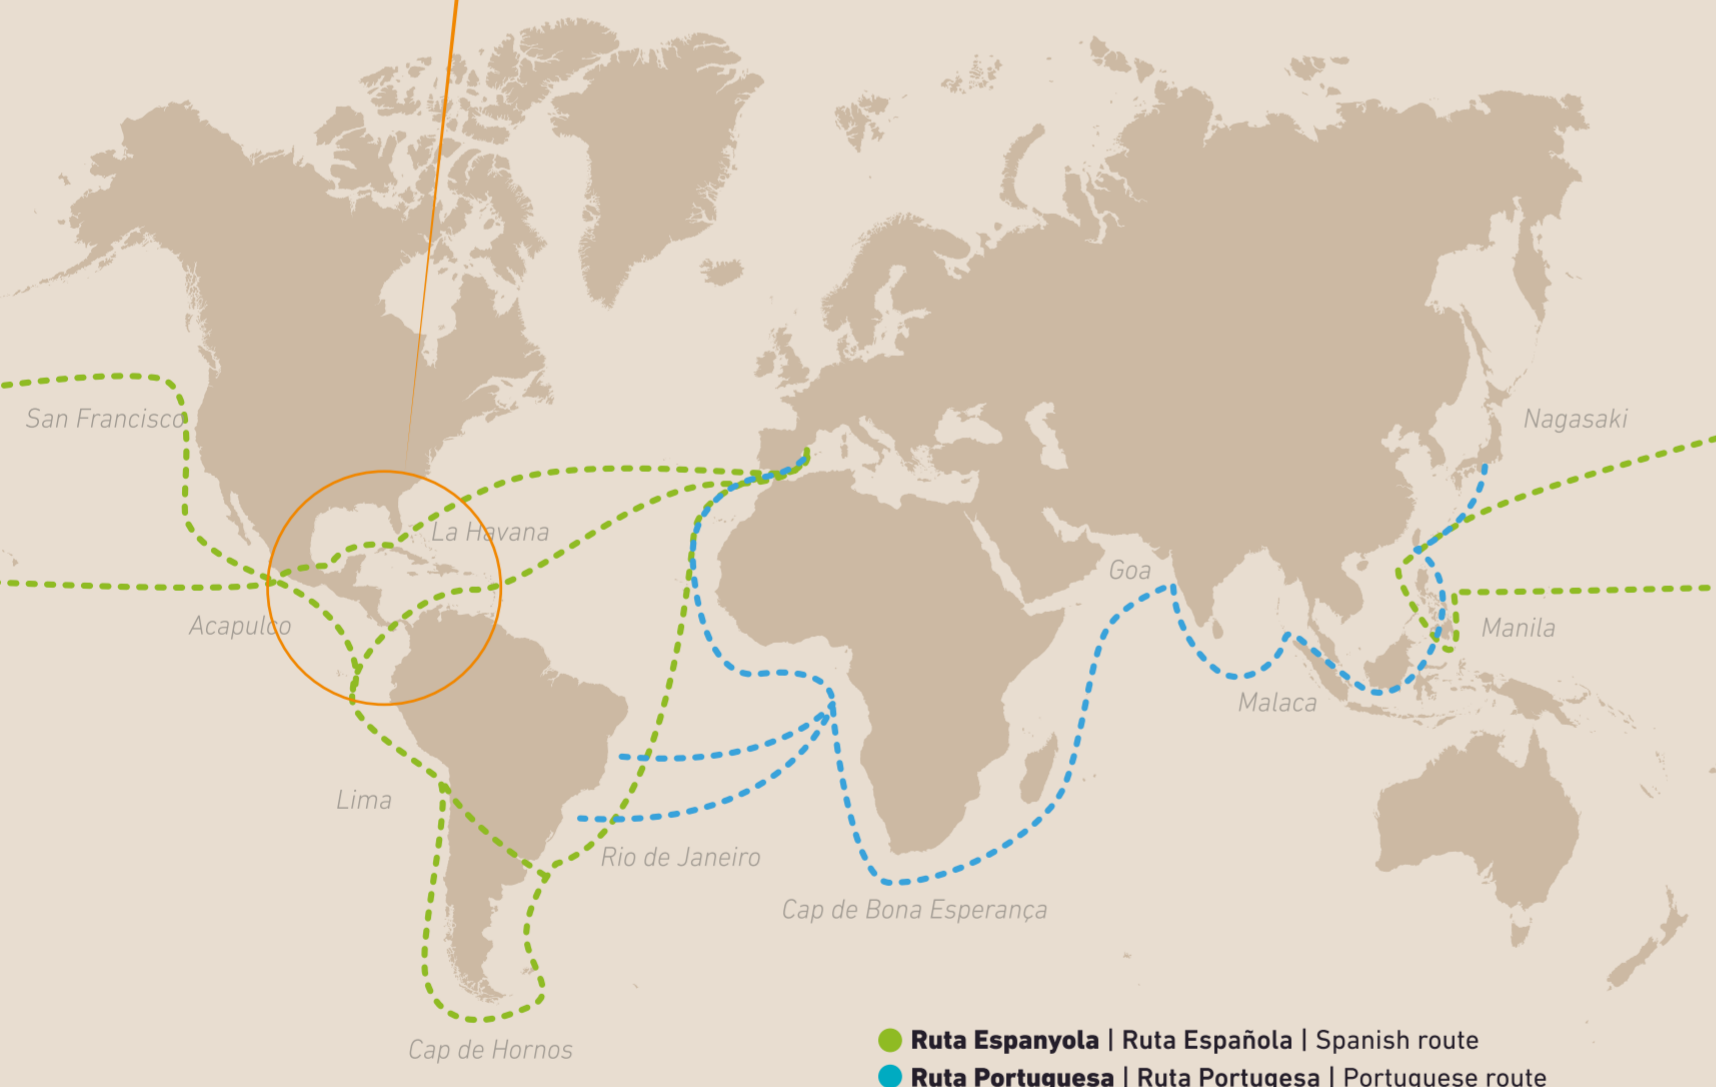 San Francisco
Nagasaki
La Havana
Goa
Acapulco
Manila
Malaca
Lima
Rio de Janeiro
Cap de Bona Esperança
Cap de Hornos
Ruta Espanyola | Ruta Española | Spanish route
Ruta Portuguesa | Ruta Portugesa | Portuguese route